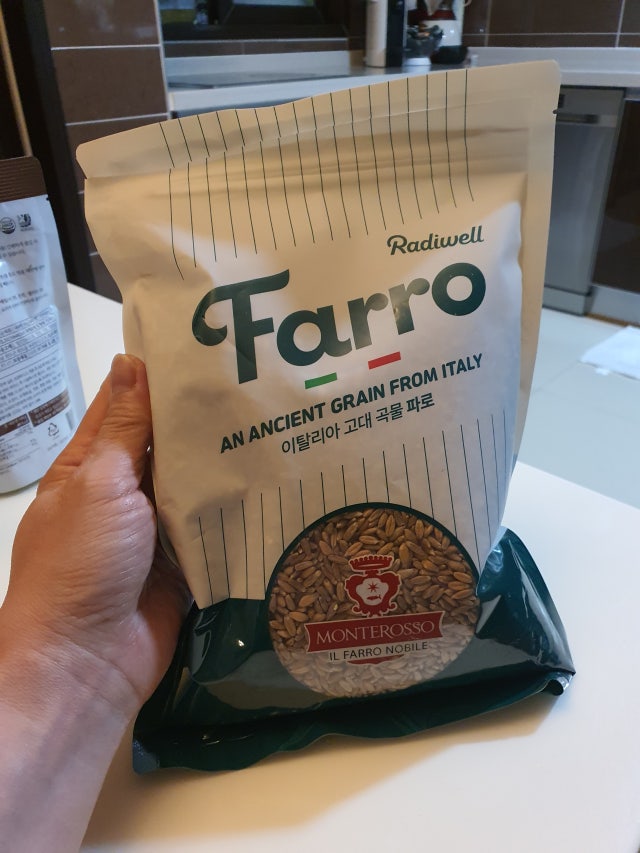 Radiwell
Farro
AN ANCIENT GRAIN FROM ITALY
이탈리아 고대 곡물 파로
MONTEROSSO
IL FARRO NOBILE